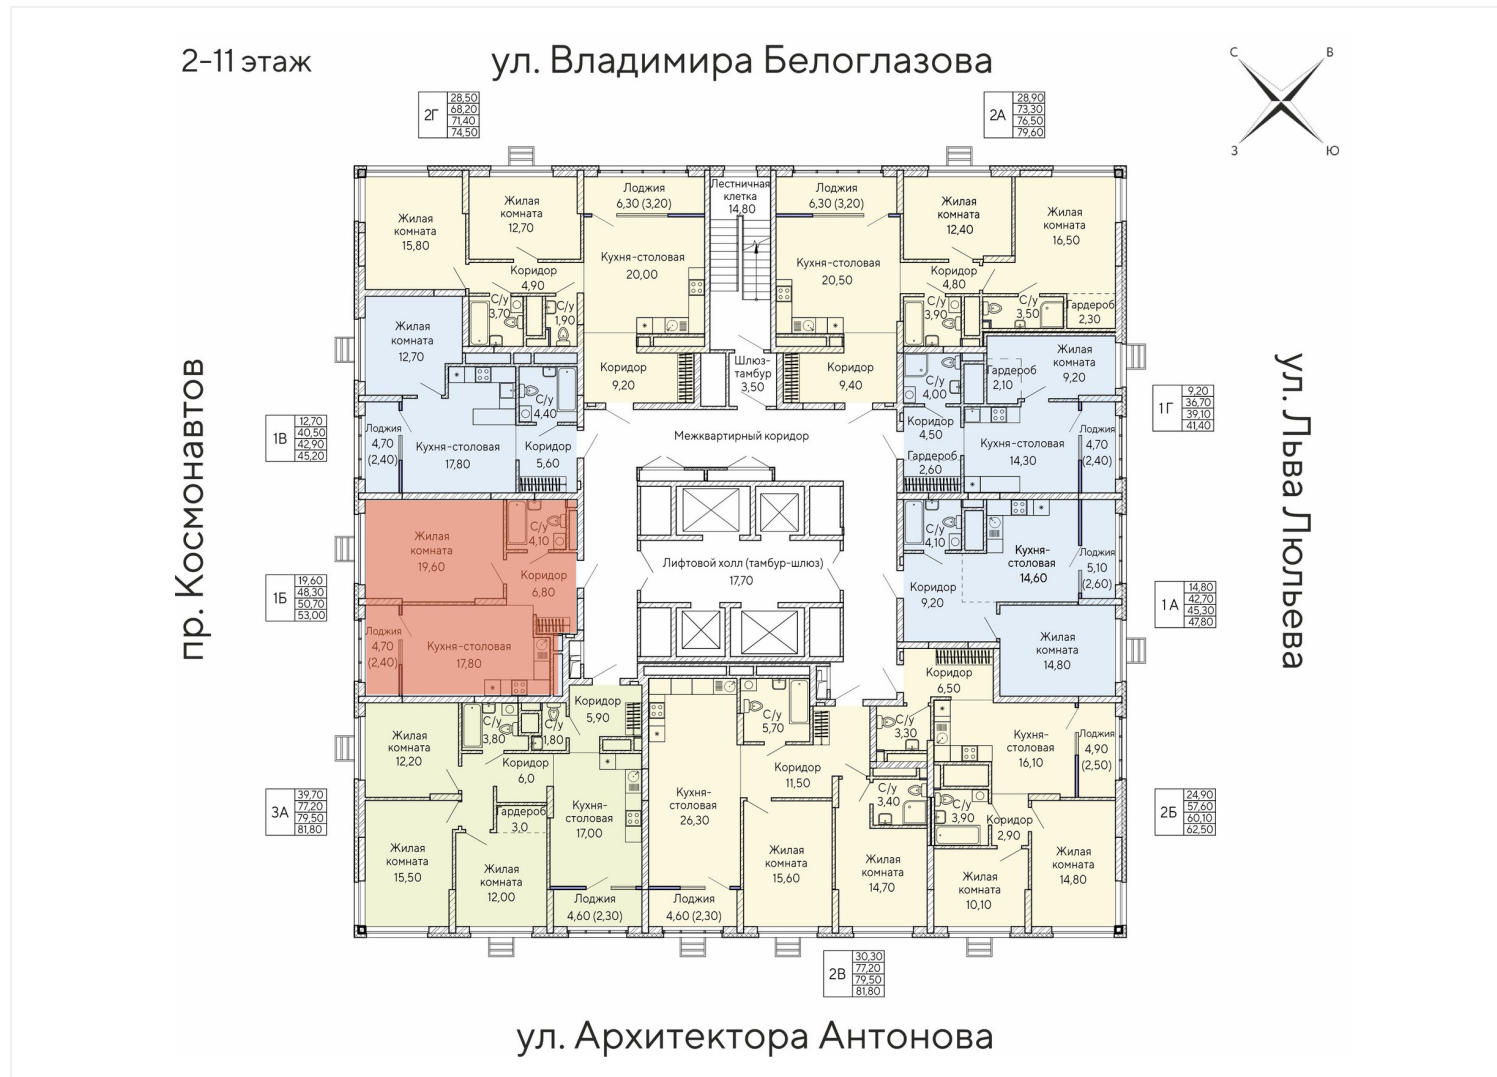 2-11 этаж
ул. Владимира Белоглазова
С
В
З
Ю
2Г
28,50
68,20
71,40
74,50
2А
28,90
73,30
76,50
79,60
Жилая
комната
15,80
Жилая
комната
12,70
Лоджия
6,30 (3,20)
Лестничная
клетка
14,80
Лоджия
6,30 (3,20)
Жилая
комната
12,40
Жилая
комната
16,50
Коридор
4,90
Кухня-столовая
20,00
Кухня-столовая
20,50
Коридор
4,80
С/у
3,70
С/у
1,90
С/у
3,90
С/у
3,50
Гардероб
2,30
Жилая
комната
12,70
Коридор
9,20
Шлюз-
тамбур
3,50
Коридор
9,40
С/у
4,00
Гардероб
2,10
Жилая
комната
9,20
пр. Космонавтов
ул. Льва Люльева
1В
12,70
40,50
42,90
45,20
1Г
9,20
36,70
39,10
41,40
Лоджия
4,70
(2,40)
Кухня-столовая
17,80
С/у
4,40
Коридор
5,60
Межквартирный коридор
Коридор
4,50
Гардероб
2,60
Кухня-столовая
14,30
Лоджия
4,70
(2,40)
Жилая
комната
19,60
С/у
4,10
Коридор
6,80
Лифтовой холл (тамбур-шлюз)
17,70
С/у
4,10
Коридор
9,20
Кухня-
столовая
14,60
Лоджия
5,10
(2,60)
1Б
19,60
48,30
50,70
53,00
1А
14,80
42,70
45,30
47,80
Лоджия
4,70
(2,40)
Кухня-столовая
17,80
Жилая
комната
14,80
Коридор
5,90
Коридор
6,50
Жилая
комната
12,20
С/у
3,80
С/у
1,80
Коридор
6,0
С/у
5,70
С/у
3,30
Кухня-
столовая
16,10
Лоджия
4,90
(2,50)
3А
39,70
77,20
79,50
81,80
2Б
24,90
57,60
60,10
62,50
Гардероб
3,0
Кухня-
столовая
17,00
Кухня-
столовая
26,30
Коридор
11,50
С/у
3,40
С/у
3,90
Коридор
2,90
Жилая
комната
15,50
Жилая
комната
12,00
Жилая
комната
15,60
Жилая
комната
14,70
Жилая
комната
10,10
Жилая
комната
14,80
Лоджия
4,60 (2,30)
Лоджия
4,60 (2,30)
2В
30,30
77,20
79,50
81,80
ул. Архитектора Антонова